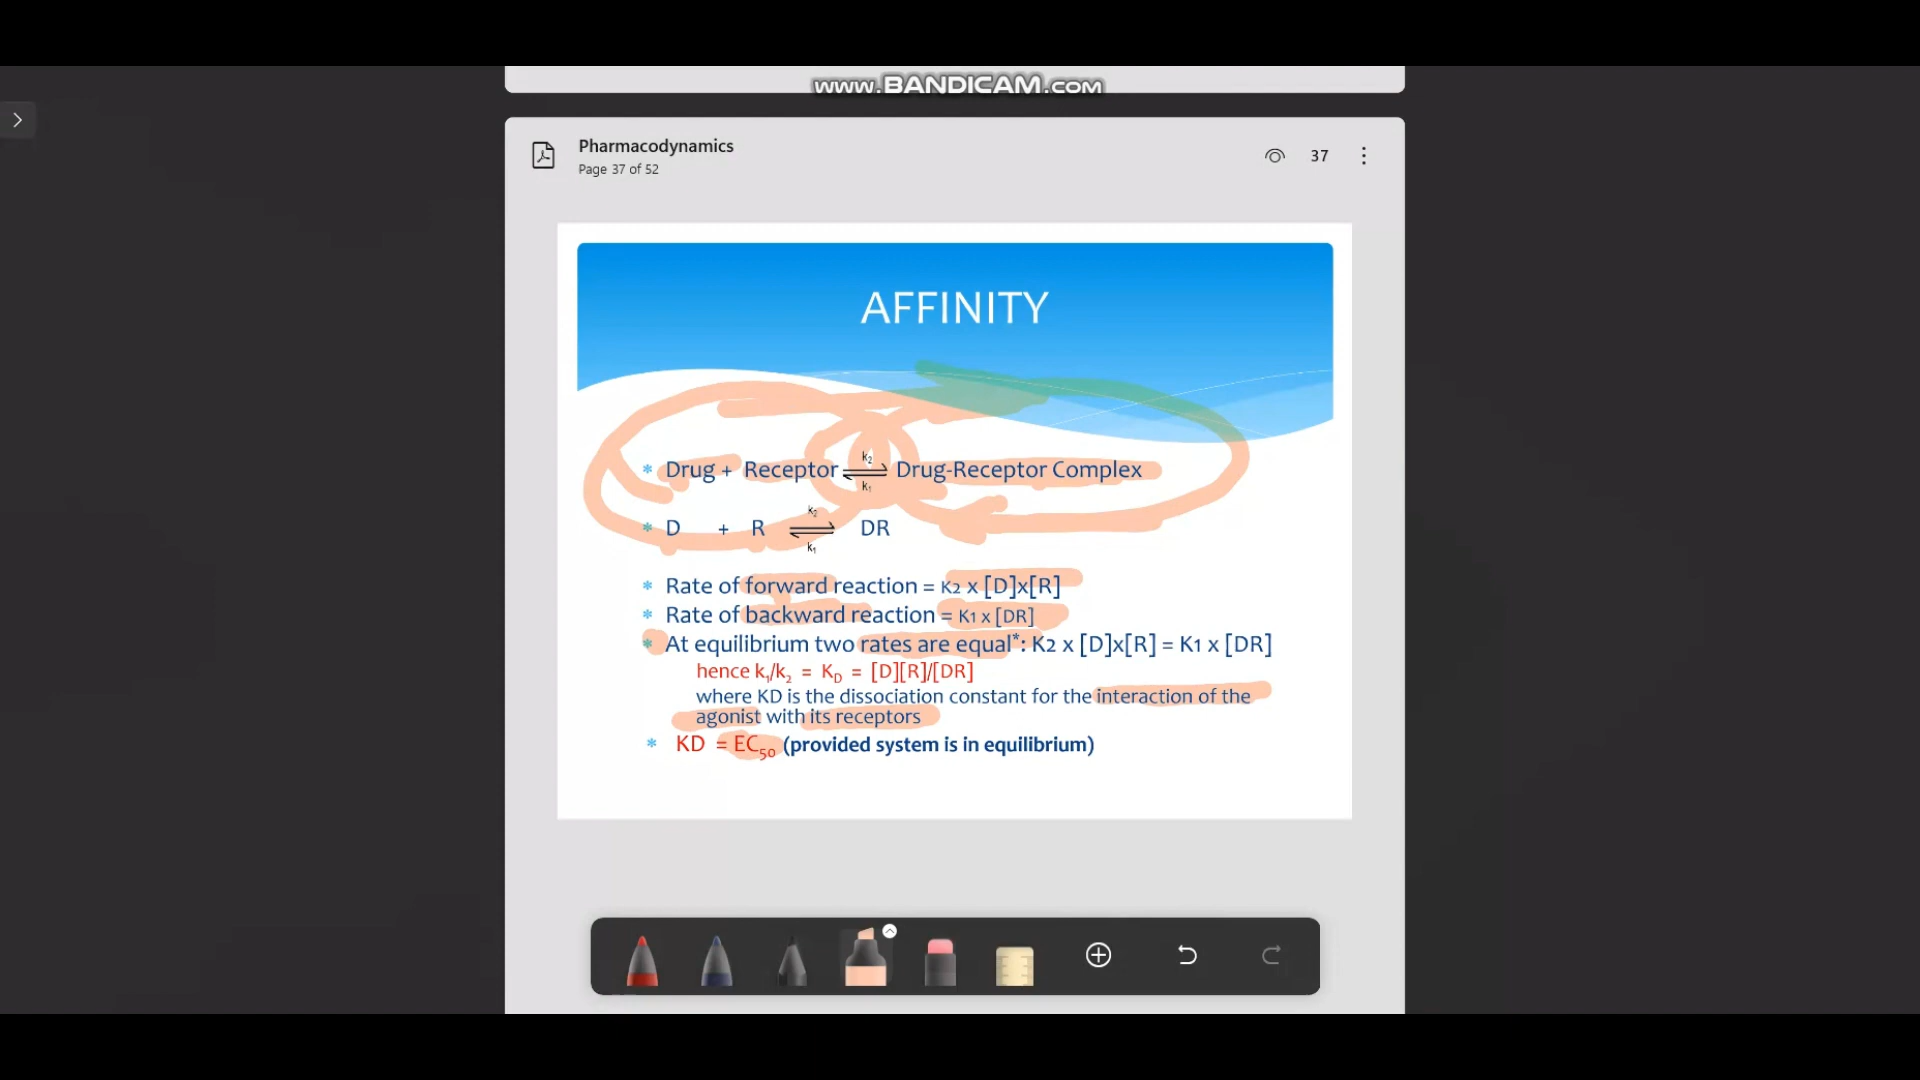 www.BANDICAM.com
Pharmacodynamics
Page 37 of 52
37
AFFINITY
* Drug + Receptor k₂ k₁ Drug-Receptor Complex
* D + R k₂ k₁ DR
* Rate of forward reaction = K2 x [D]x[R]
* Rate of backward reaction = K1 x [DR]
* At equilibrium two rates are equal*: K2 x [D]x[R] = K1 x [DR]
hence k₁/k₂ = K_D = [D][R]/[DR]
where KD is the dissociation constant for the interaction of the
agonist with its receptors
* KD = EC₅₀ (provided system is in equilibrium)